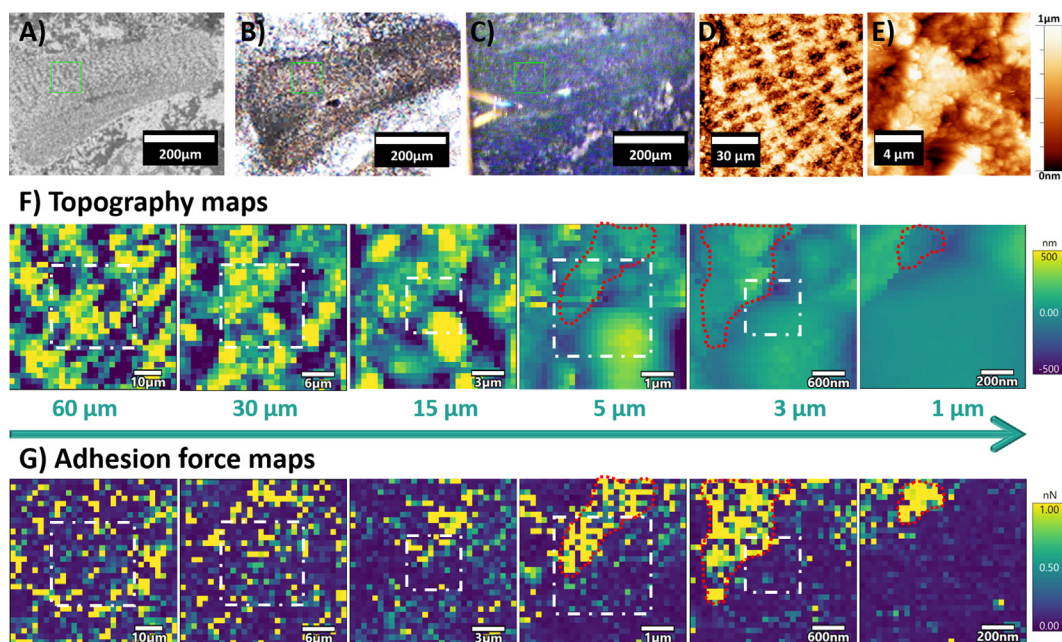 A) B) C) D) E)
1µm
200µm 200µm 200µm 30 µm 4 µm
0nm
F) Topography maps
nm
500
0.00
-500
10µm 6µm 3µm 1µm 600nm 200nm
60 µm 30 µm 15 µm 5 µm 3 µm 1 µm
G) Adhesion force maps
nN
1.00
0.50
0.00
10µm 6µm 3µm 1µm 600nm 200nm